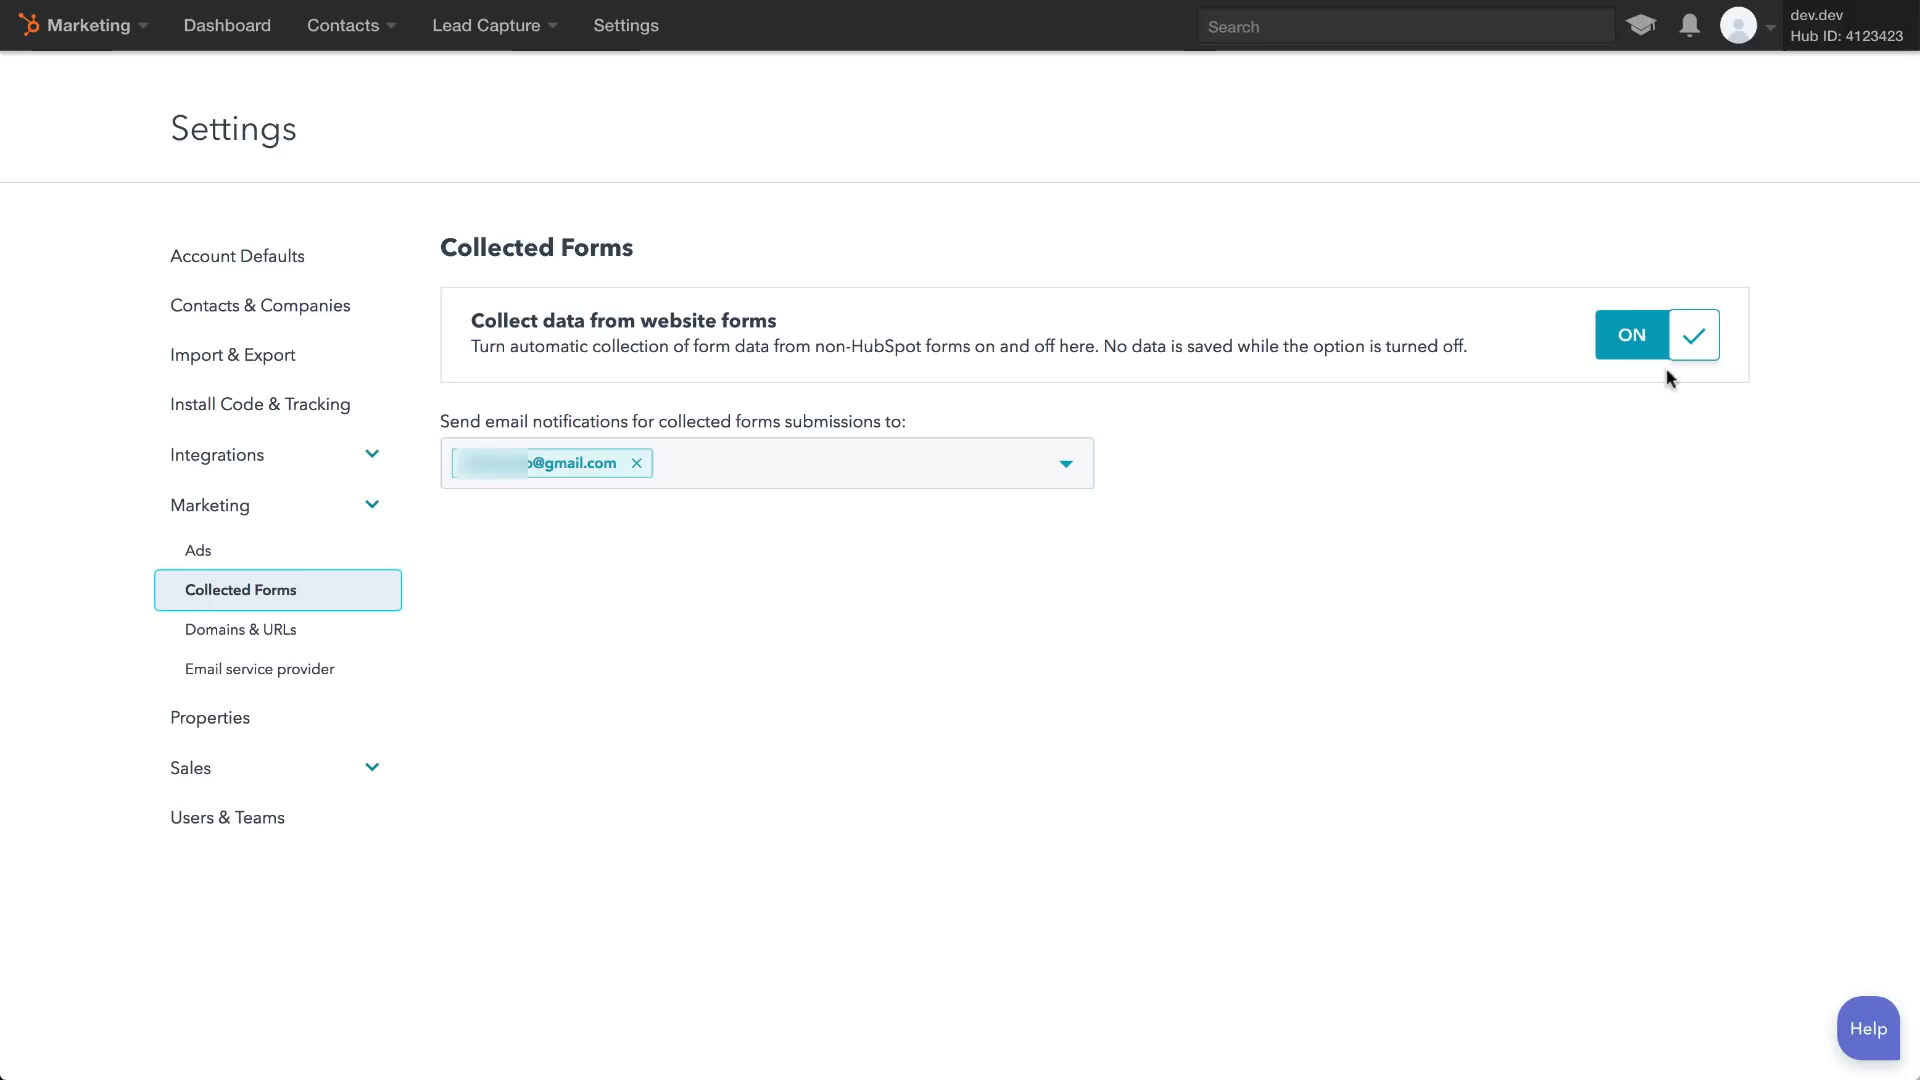 Marketing
Dashboard
Contacts
Lead Capture
Settings
Search
dev.dev
Hub ID: 4123423
Settings
Account Defaults
Contacts & Companies
Import & Export
Install Code & Tracking
Integrations
Marketing
Ads
Collected Forms
Domains & URLs
Email service provider
Properties
Sales
Users & Teams
Collected Forms
Collect data from website forms
Turn automatic collection of form data from non-HubSpot forms on and off here. No data is saved while the option is turned off.
ON
Send email notifications for collected forms submissions to:
@gmail.com
Help